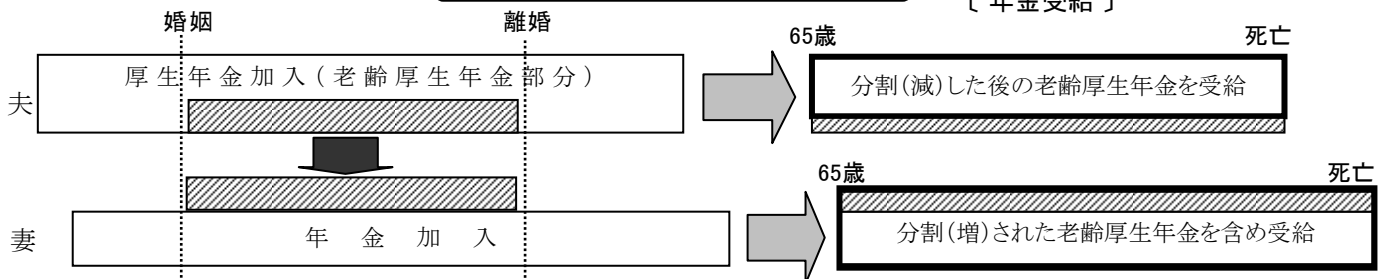 〔 年金受給 〕
婚姻
離婚
65歳
死亡
夫
厚生年金加入(老齢厚生年金部分)
分割(減)した後の老齢厚生年金を受給
65歳
死亡
妻
年金加入
分割(増)された老齢厚生年金を含め受給